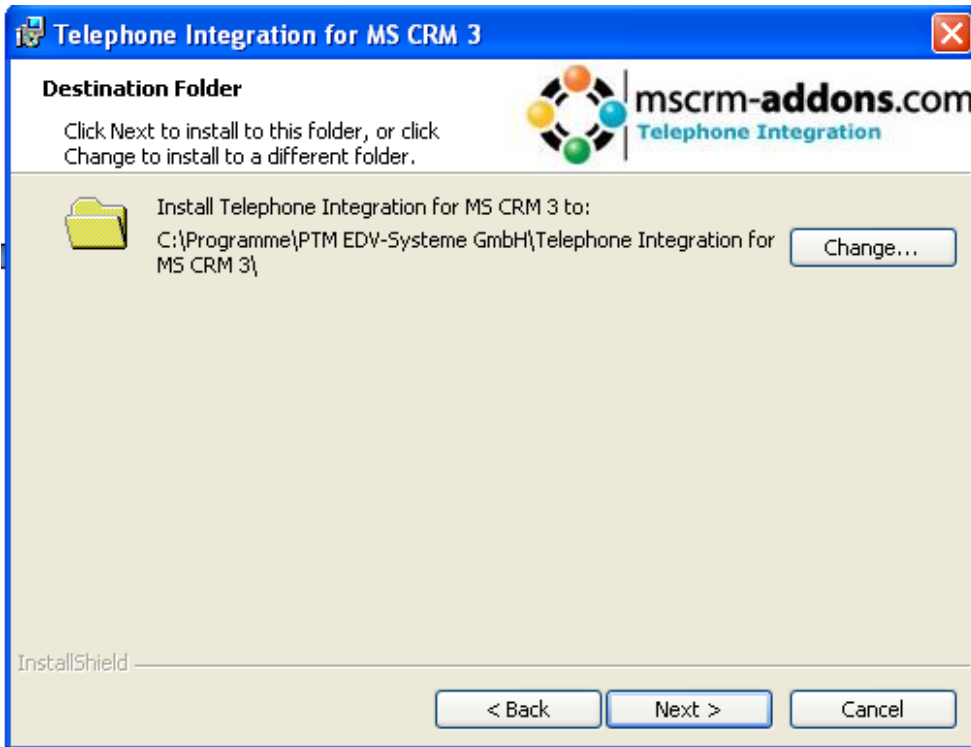 Telephone Integration for MS CRM 3
Destination Folder
Click Next to install to this folder, or click
Change to install to a different folder.
mscrm-addons.com
Telephone Integration
Install Telephone Integration for MS CRM 3 to:
C:\Programme\PTM EDV-Systeme GmbH\Telephone Integration for
MS CRM 3\
Change...
InstallShield
< Back
Next >
Cancel